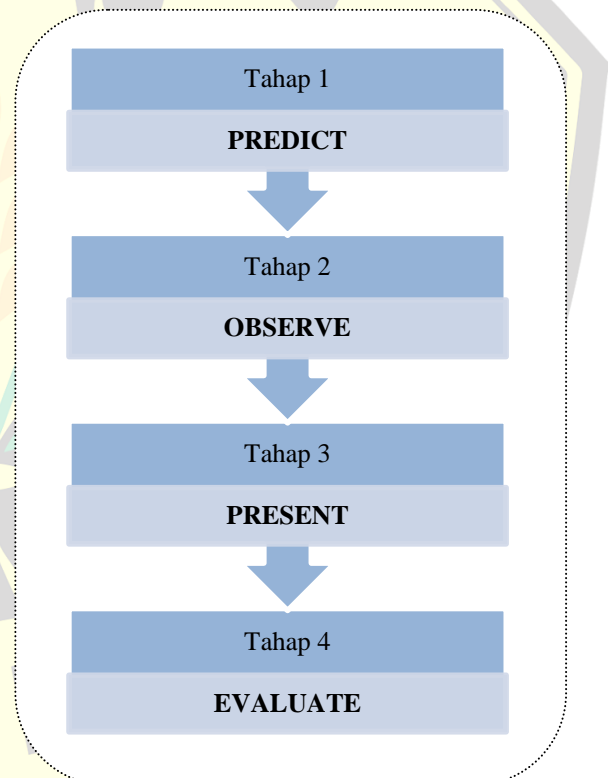 Tahap 1
PREDICT
Tahap 2
OBSERVE
Tahap 3
PRESENT
Tahap 4
EVALUATE